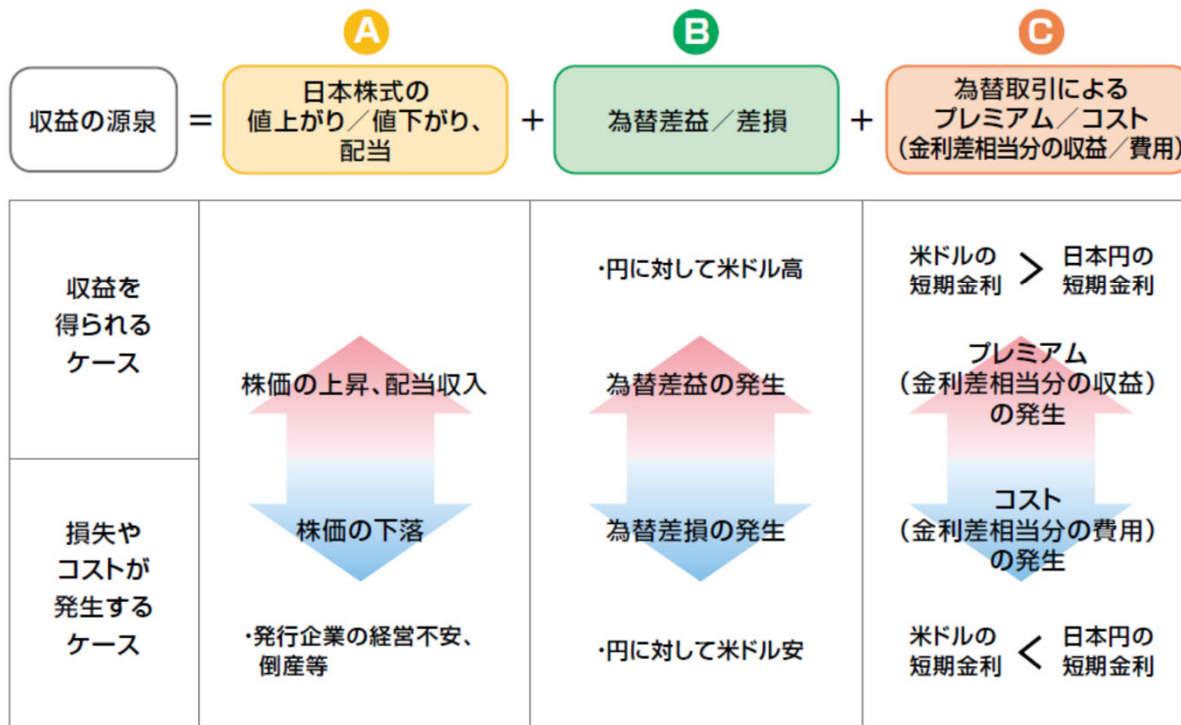 A
B
C
収益の源泉
=
日本株式の
値上がり／値下がり、
配当
+
為替差益／差損
+
為替取引による
プレミアム／コスト
(金利差相当分の収益／費用)
収益を
得られる
ケース
株価の上昇、配当収入
・円に対して米ドル高
為替差益の発生
米ドルの
短期金利
>
日本円の
短期金利
プレミアム
(金利差相当分の収益)
の発生
損失や
コストが
発生する
ケース
株価の下落
・発行企業の経営不安、
倒産等
為替差損の発生
・円に対して米ドル安
コスト
(金利差相当分の費用)
の発生
米ドルの
短期金利
<
日本円の
短期金利